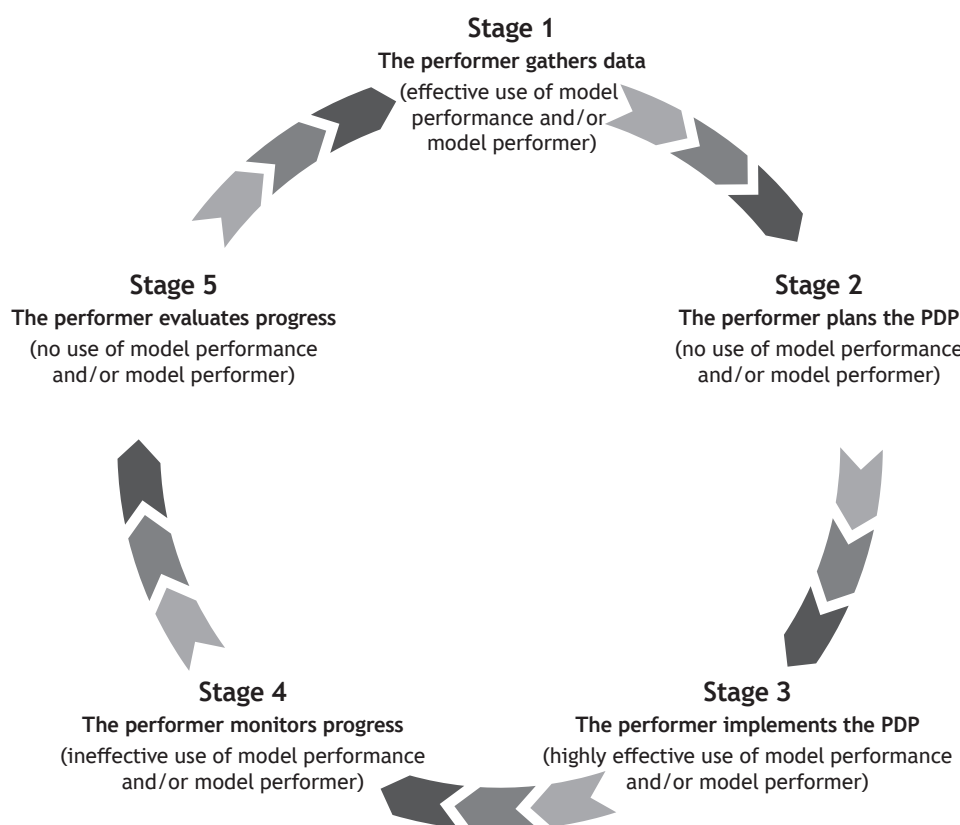 Stage 1
The performer gathers data
(effective use of model
performance and/or
model performer)
Stage 2
The performer plans the PDP
(no use of model performance
and/or model performer)
Stage 3
The performer implements the PDP
(highly effective use of model performance
and/or model performer)
Stage 4
The performer monitors progress
(ineffective use of model performance
and/or model performer)
Stage 5
The performer evaluates progress
(no use of model performance
and/or model performer)